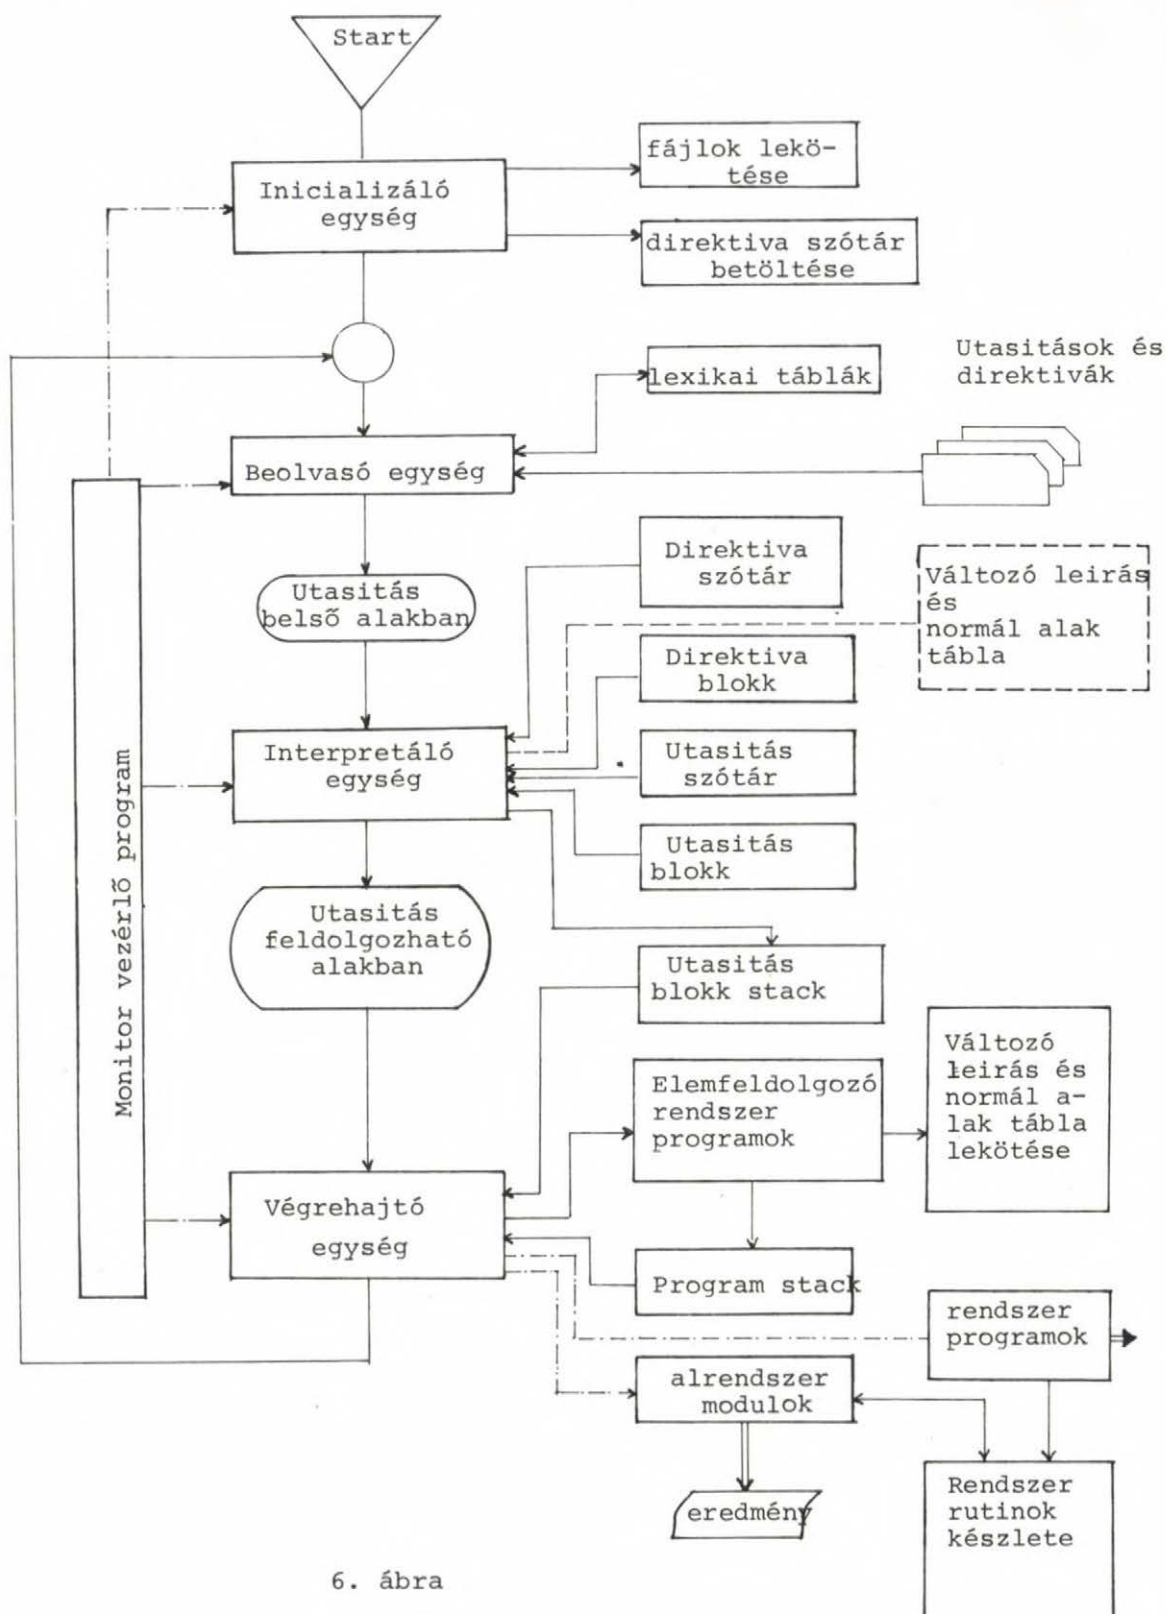 Start
fájlok lekö-
tése
Inicializáló
egység
direktiva szótár
betöltése
Utasitások és
direktivák
lexikai táblák
Beolvasó egység
Direktiva
szótár
Változó leirás
és
normál alak
tábla
Utasitás
belső alakban
Direktiva
blokk
Interpretáló
egység
Utasitás
szótár
Monitor vezérlő program
Utasitás
blokk
Utasitás
feldolgozható
alakban
Utasitás
blokk stack
Változó
leirás és
normál a-
lak tábla
lekötése
Elemfeldolgozó
rendszer
programok
Végrehajtó
egység
Program stack
rendszer
programok
alrendszer
modulok
eredmény
Rendszer
rutinok
készlete
6. ábra